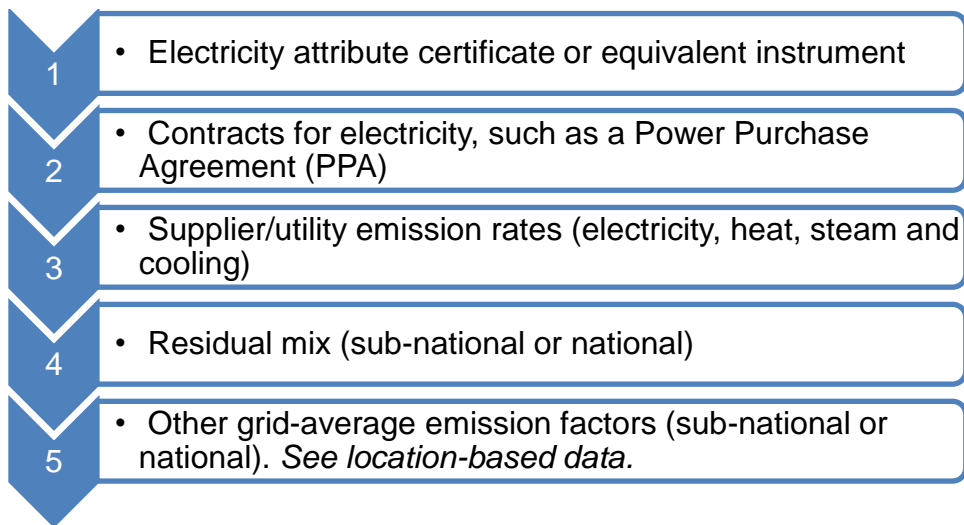 1
• Electricity attribute certificate or equivalent instrument
2
• Contracts for electricity, such as a Power Purchase
Agreement (PPA)
3
• Supplier/utility emission rates (electricity, heat, steam and
cooling)
4
• Residual mix (sub-national or national)
5
• Other grid-average emission factors (sub-national or
national). See location-based data.